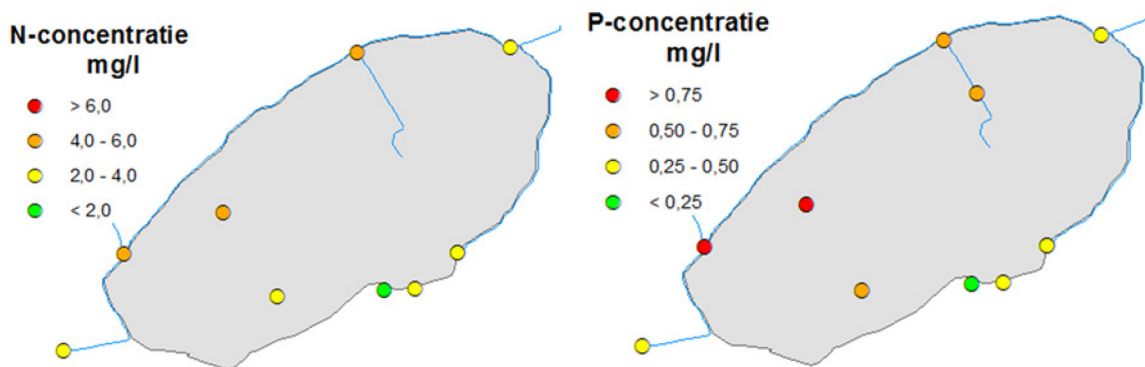 N-concentratie
mg/l
> 6,0
4,0 - 6,0
2,0 - 4,0
< 2,0
P-concentratie
mg/l
> 0,75
0,50 - 0,75
0,25 - 0,50
< 0,25